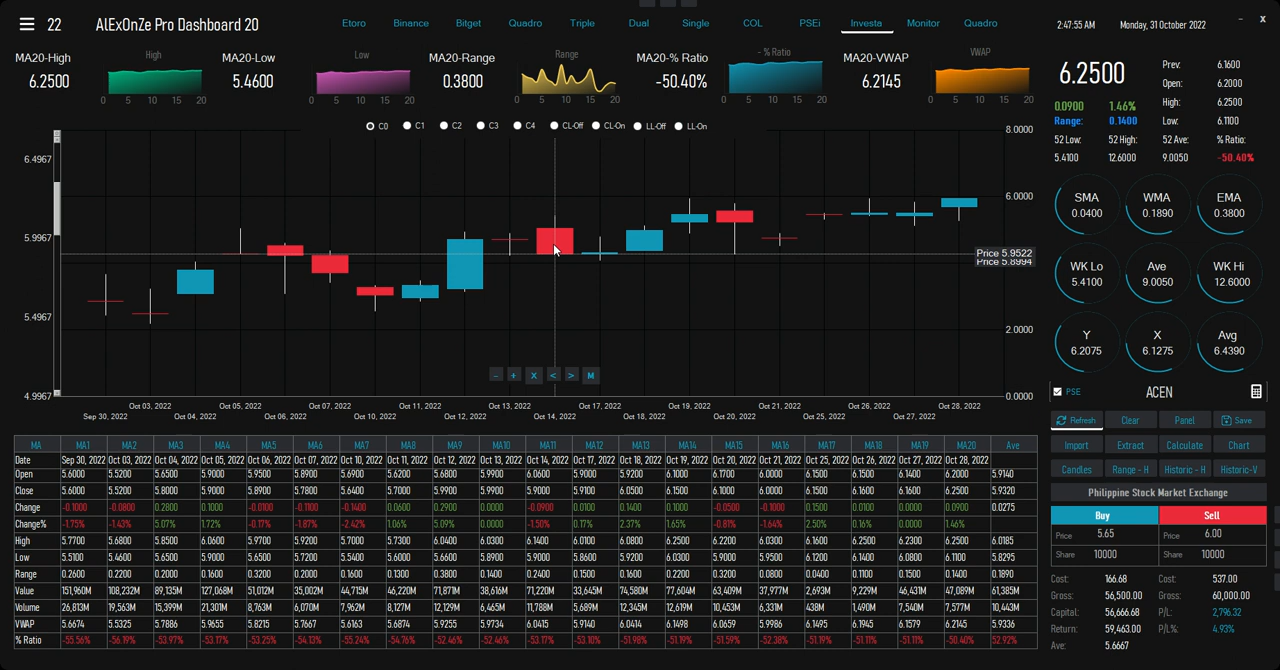 22 AlExOnZe Pro Dashboard 20
Etoro Binance Bitget Quadro Triple Dual Single COL PSEi Investa Monitor Quadro
2:47:55 AM Monday, 31 October 2022 – X
MA20-High 6.2500 High 0 5 10 15 20
MA20-Low 5.4600 Low 0 5 10 15 20
MA20-Range 0.3800 Range 0 5 10 15 20
MA20-% Ratio -50.40% - % Ratio 0 5 10 15 20
MA20-VWAP 6.2145 VWAP 0 5 10 15 20
6.2500
0.0900 1.46%
Range: 0.1400
Prev: 6.1600
Open: 6.2000
High: 6.2500
Low: 6.1100
52 Low: 52 High: 52 Ave: % Ratio:
5.4100 12.6000 9.0050 -50.40%
C0 C1 C2 C3 C4 CL-Off CL-On LL-Off LL-On
6.4967
5.9967
5.4967
4.9967
8.0000
6.0000
Price 5.9522
Price 5.8994
2.0000
0.0000
– + X < > M
Oct 03, 2022 Oct 05, 2022 Oct 07, 2022 Oct 11, 2022 Oct 13, 2022 Oct 17, 2022 Oct 19, 2022 Oct 21, 2022 Oct 26, 2022 Oct 28, 2022
Sep 30, 2022 Oct 04, 2022 Oct 06, 2022 Oct 10, 2022 Oct 12, 2022 Oct 14, 2022 Oct 18, 2022 Oct 20, 2022 Oct 25, 2022 Oct 27, 2022
SMA 0.0400
WMA 0.1890
EMA 0.3800
WK Lo 5.4100
Ave 9.0050
WK Hi 12.6000
Y 6.2075
X 6.1275
Avg 6.4390
PSE ACEN
Refresh Clear Panel Save
Import Extract Calculate Chart
Candles Range - H Historic - H Historic-V
Philippine Stock Market Exchange
Buy Sell
Price 5.65 Price 6.00
Share 10000 Share 10000
Cost: 166.68 Cost: 537.00
Gross: 56,500.00 Gross: 60,000.00
Capital: 56,666.68 P/L: 2,796.32
Return: 59,463.00 P/L%: 4.93%
Ave: 5.6667
MA MA1 MA2 MA3 MA4 MA5 MA6 MA7 MA8 MA9 MA10 MA11 MA12 MA13 MA14 MA15 MA16 MA17 MA18 MA19 MA20 Ave
Date Sep 30, 2022 Oct 03, 2022 Oct 04, 2022 Oct 05, 2022 Oct 06, 2022 Oct 07, 2022 Oct 10, 2022 Oct 11, 2022 Oct 12, 2022 Oct 13, 2022 Oct 14, 2022 Oct 17, 2022 Oct 18, 2022 Oct 19, 2022 Oct 20, 2022 Oct 21, 2022 Oct 25, 2022 Oct 26, 2022 Oct 27, 2022 Oct 28, 2022
Open 5.6000 5.5200 5.6500 5.9000 5.9500 5.8900 5.6900 5.6200 5.6800 5.9900 6.0600 5.9000 5.9200 6.1000 6.1700 6.0000 6.1500 6.1500 6.1400 6.2000 5.9140
Close 5.6000 5.5200 5.8000 5.9000 5.8900 5.7800 5.6400 5.7000 5.9900 5.9900 5.9000 5.9100 6.0500 6.1500 6.1000 6.0000 6.1500 6.1600 6.1600 6.2500 5.9320
Change -0.1000 -0.0800 0.2800 0.1000 -0.0100 -0.1100 -0.1400 0.0600 0.2900 0.0000 -0.0900 0.0100 0.1400 0.1000 -0.0500 -0.1000 0.1500 0.0100 0.0000 0.0900 0.0275
Change% -1.75% -1.43% 5.07% 1.72% -0.17% -1.87% -2.42% 1.06% 5.09% 0.0000 -1.50% 0.17% 2.37% 1.65% -0.81% -1.64% 2.50% 0.16% 0.0000 1.46%
High 5.7700 5.6800 5.8500 6.0600 5.9700 5.9200 5.7000 5.7300 6.0400 6.0300 6.1400 6.0100 6.0800 6.2500 6.2200 6.0300 6.1600 6.2500 6.2300 6.2500 6.0185
Low 5.5100 5.4600 5.6500 5.9000 5.6500 5.7200 5.5400 5.6000 5.6600 5.8900 5.9000 5.8600 5.9200 6.0300 5.9000 5.9500 6.1200 6.1400 6.0800 6.1100 5.8295
Range 0.2600 0.2200 0.2000 0.1600 0.3200 0.2000 0.1600 0.1300 0.3800 0.1400 0.2400 0.1500 0.1600 0.2200 0.3200 0.0800 0.0400 0.1100 0.1500 0.1400 0.1890
Value 151,960M 108,232M 89,135M 127,068M 51,012M 35,002M 44,715M 46,220M 71,871M 38,616M 71,220M 33,645M 74,580M 77,604M 63,409M 37,977M 2,693M 9,229M 46,431M 47,089M 61,385M
Volume 26,813M 19,563M 15,399M 21,301M 8,763M 6,070M 7,962M 8,127M 12,129M 6,465M 11,788M 5,689M 12,345M 12,619M 10,453M 6,331M 438M 1,490M 7,540M 7,577M 10,443M
VWAP 5.6674 5.5325 5.7886 5.9655 5.8215 5.7667 5.6163 5.6874 5.9255 5.9734 6.0415 5.9140 6.0414 6.1498 6.0659 5.9986 6.1495 6.1945 6.1579 6.2145 5.9336
% Ratio -55.56% -56.19% -53.97% -53.17% -53.25% -54.13% -55.24% -54.76% -52.46% -52.46% -53.17% -53.10% -51.98% -51.19% -51.59% -52.38% -51.19% -51.11% -51.11% -50.40% 52.92%